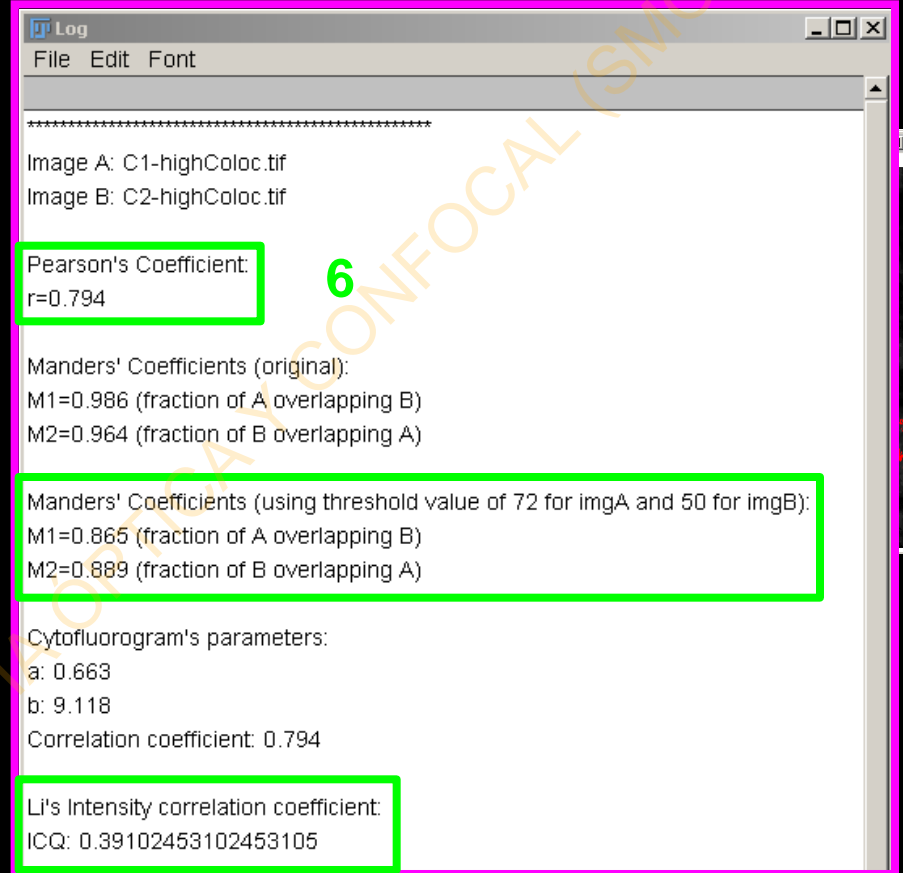 Log
File Edit Font
**************************************************
Image A: C1-highColoc.tif
Image B: C2-highColoc.tif
Pearson's Coefficient:
r=0.794
6
Manders' Coefficients (original):
M1=0.986 (fraction of A overlapping B)
M2=0.964 (fraction of B overlapping A)
Manders' Coefficients (using threshold value of 72 for imgA and 50 for imgB):
M1=0.865 (fraction of A overlapping B)
M2=0.889 (fraction of B overlapping A)
Cytofluorogram's parameters:
a: 0.663
b: 9.118
Correlation coefficient: 0.794
Li's Intensity correlation coefficient:
ICQ: 0.39102453102453105
ÓPTICA Y CONFOCAL